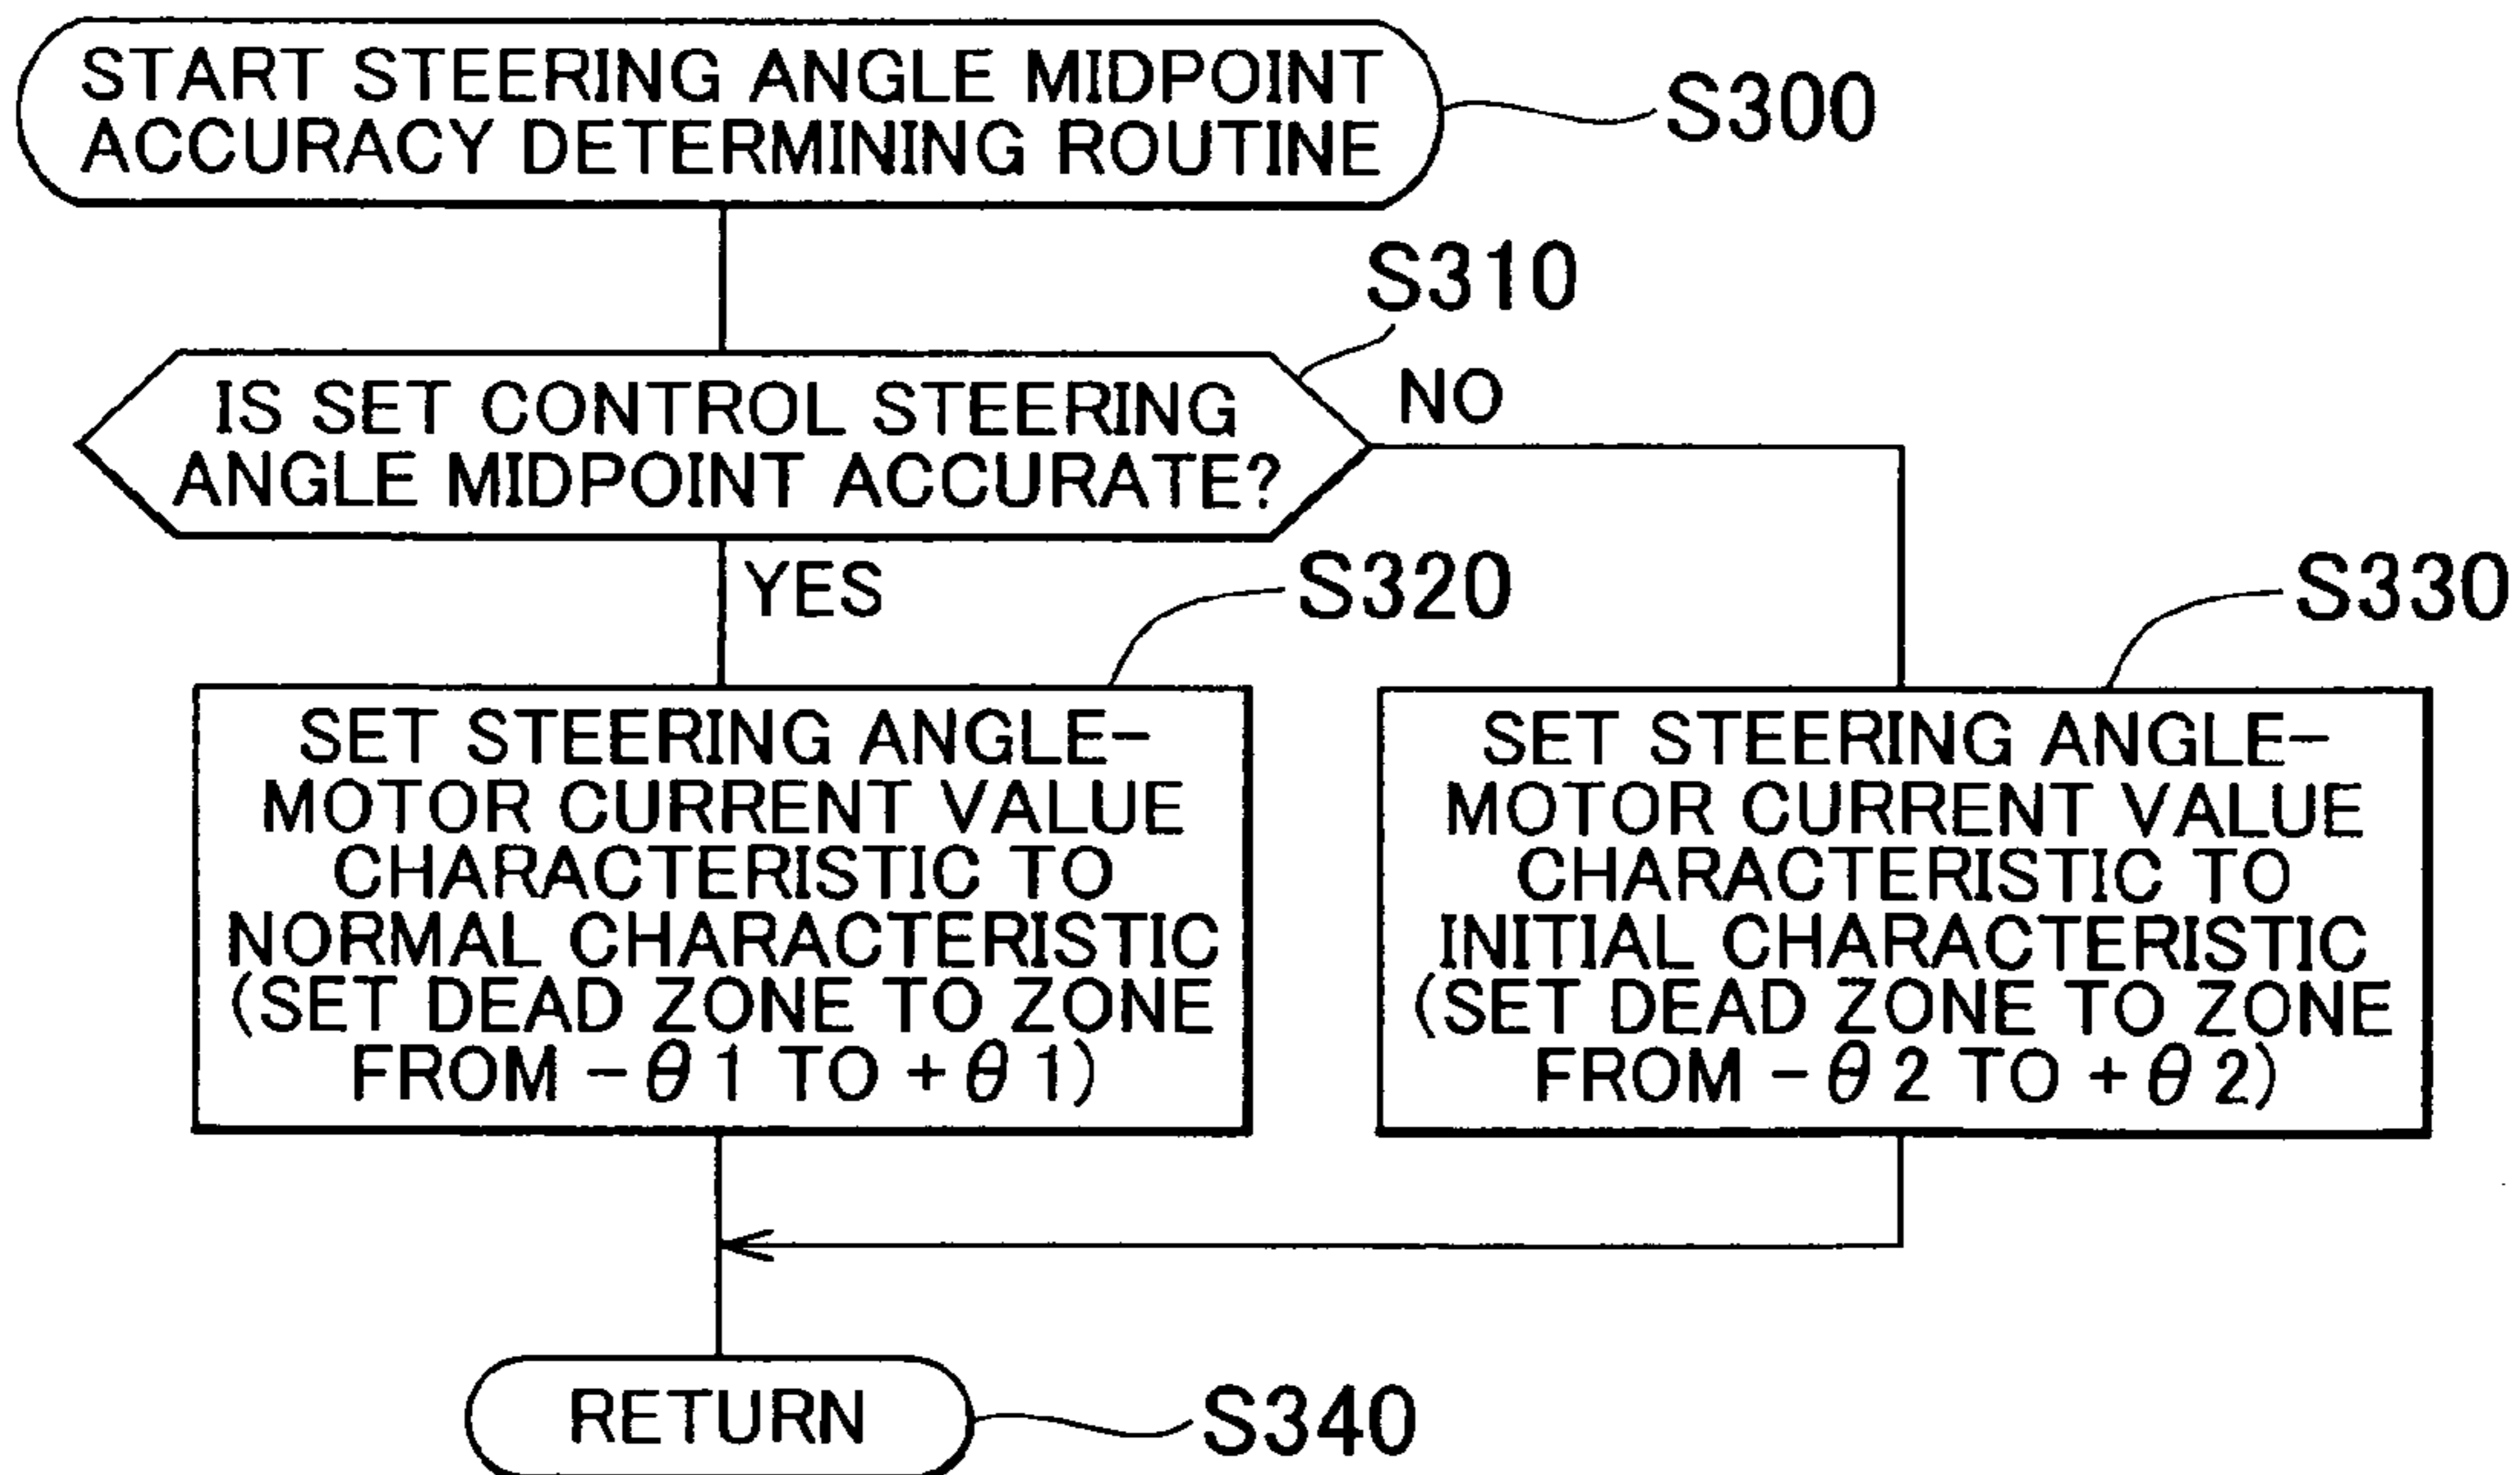 START STEERING ANGLE MIDPOINT
ACCURACY DETERMINING ROUTINE
S300
S310
IS SET CONTROL STEERING
ANGLE MIDPOINT ACCURATE?
NO
YES
S320
S330
SET STEERING ANGLE-
MOTOR CURRENT VALUE
CHARACTERISTIC TO
NORMAL CHARACTERISTIC
(SET DEAD ZONE TO ZONE
FROM -θ1 TO +θ1)
SET STEERING ANGLE-
MOTOR CURRENT VALUE
CHARACTERISTIC TO
INITIAL CHARACTERISTIC
(SET DEAD ZONE TO ZONE
FROM -θ2 TO +θ2)
RETURN
S340